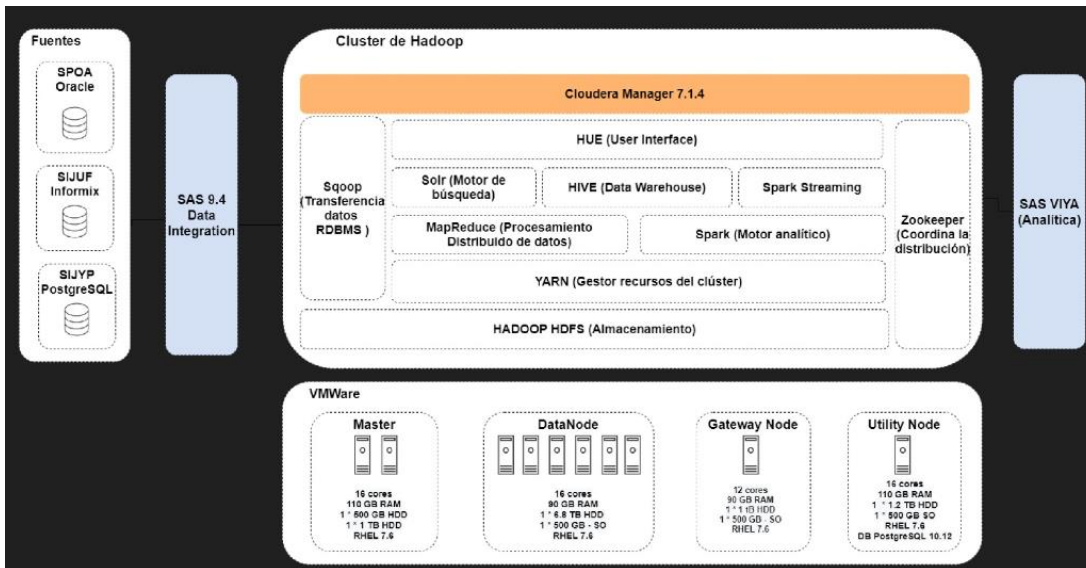 Fuentes
SPOA
Oracle
SIJUF
Informix
SIJYP
PostgreSQL
SAS 9.4
Data
Integration
Cluster de Hadoop
Cloudera Manager 7.1.4
Sqoop
(Transferencia
datos
RDBMS )
HUE (User Interface)
Solr (Motor de
búsqueda)
HIVE (Data Warehouse)
Spark Streaming
MapReduce (Procesamiento
Distribuido de datos)
Spark (Motor analítico)
YARN (Gestor recursos del clúster)
HADOOP HDFS (Almacenamiento)
Zookeeper
(Coordina la
distribución)
SAS VIYA
(Analítica)
VMWare
Master
16 cores
110 GB RAM
1 * 500 GB HDD
1 * 1 TB HDD
RHEL 7.6
DataNode
16 cores
90 GB RAM
1 * 6.8 TB HDD
1 * 500 GB - SO
RHEL 7.6
Gateway Node
12 cores
90 GB RAM
1 * 1 tB HDD
1 * 500 GB - SO
RHEL 7.6
Utility Node
16 cores
110 GB RAM
1 * 1.2 TB HDD
1 * 500 GB SO
RHEL 7.6
DB PostgreSQL 10.12